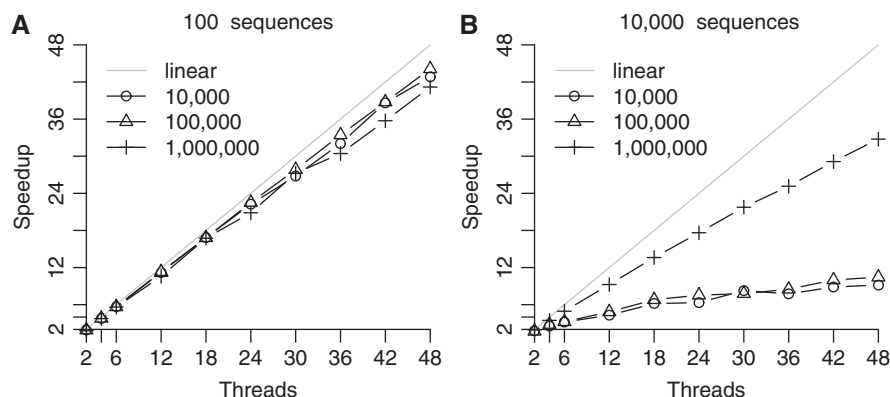 A
100 sequences
48
36
24
12
2
Speedup
linear
10,000
100,000
1,000,000
2 6 12 18 24 30 36 42 48
Threads
B
10,000 sequences
48
36
24
12
2
Speedup
linear
10,000
100,000
1,000,000
2 6 12 18 24 30 36 42 48
Threads